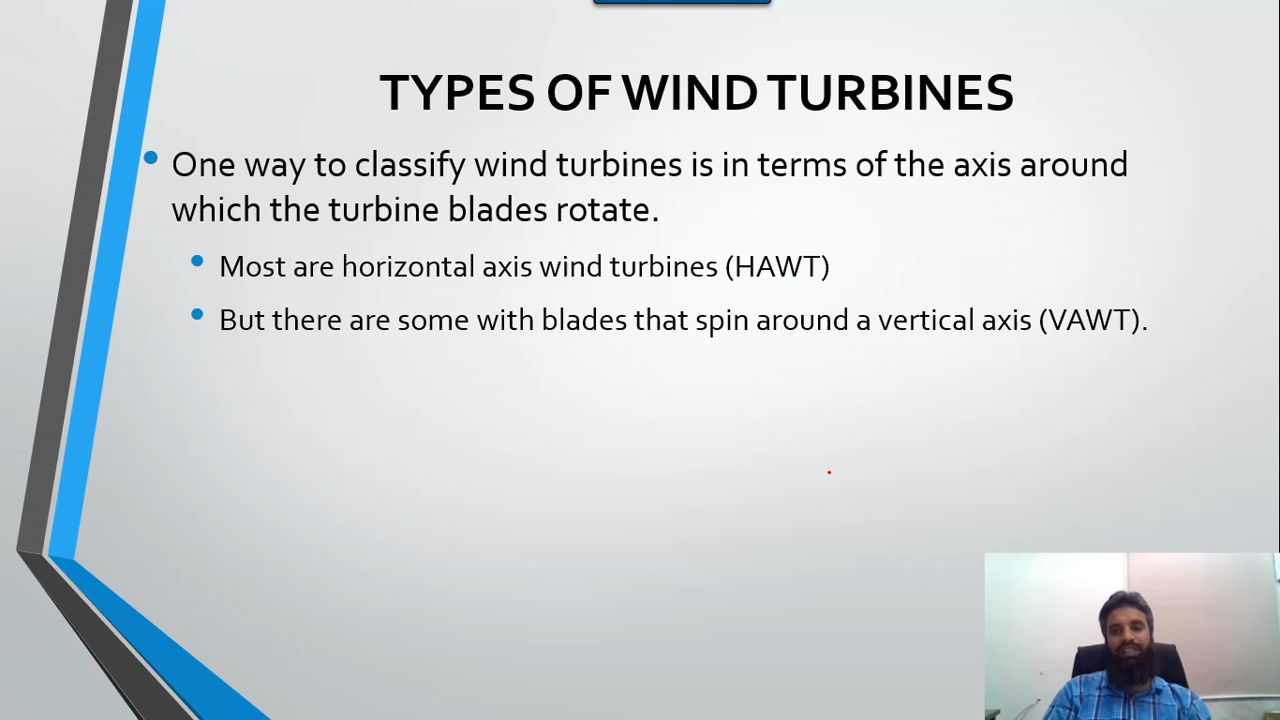 TYPES OF WIND TURBINES
One way to classify wind turbines is in terms of the axis around
which the turbine blades rotate.
Most are horizontal axis wind turbines (HAWT)
But there are some with blades that spin around a vertical axis (VAWT).